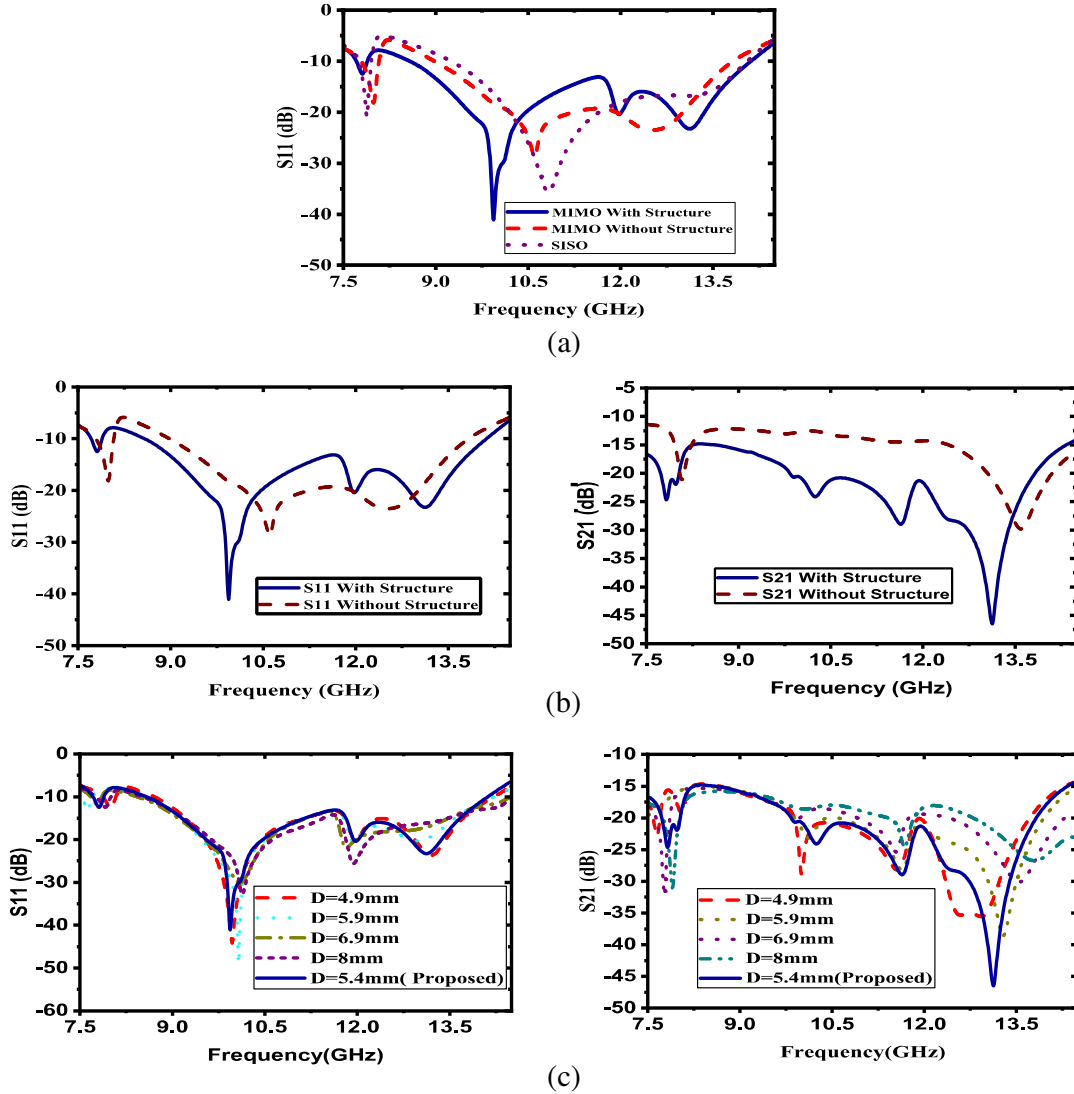 0
-10
-20
-30
-40
-50
S11 (dB)
MIMO With Structure
MIMO Without Structure
SISO
7.5 9.0 10.5 12.0 13.5
Frequency (GHz)
(a)
0
-10
-20
-30
-40
-50
S11 (dB)
S11 With Structure
S11 Without Structure
7.5 9.0 10.5 12.0 13.5
Frequency (GHz)
-5
-10
-15
-20
-25
-30
-35
-40
-45
-50
S21 (dB)
S21 With Structure
S21 Without Structure
7.5 9.0 10.5 12.0 13.5
Frequency (GHz)
(b)
0
-10
-20
-30
-40
-50
-60
S11 (dB)
D=4.9mm
D=5.9mm
D=6.9mm
D=8mm
D=5.4mm( Proposed)
7.5 9.0 10.5 12.0 13.5
Frequency(GHz)
-10
-15
-20
-25
-30
-35
-40
-45
-50
S21 (dB)
D=4.9mm
D=5.9mm
D=6.9mm
D=8mm
D=5.4mm(Proposed)
7.5 9.0 10.5 12.0 13.5
Frequency(GHz)
(c)